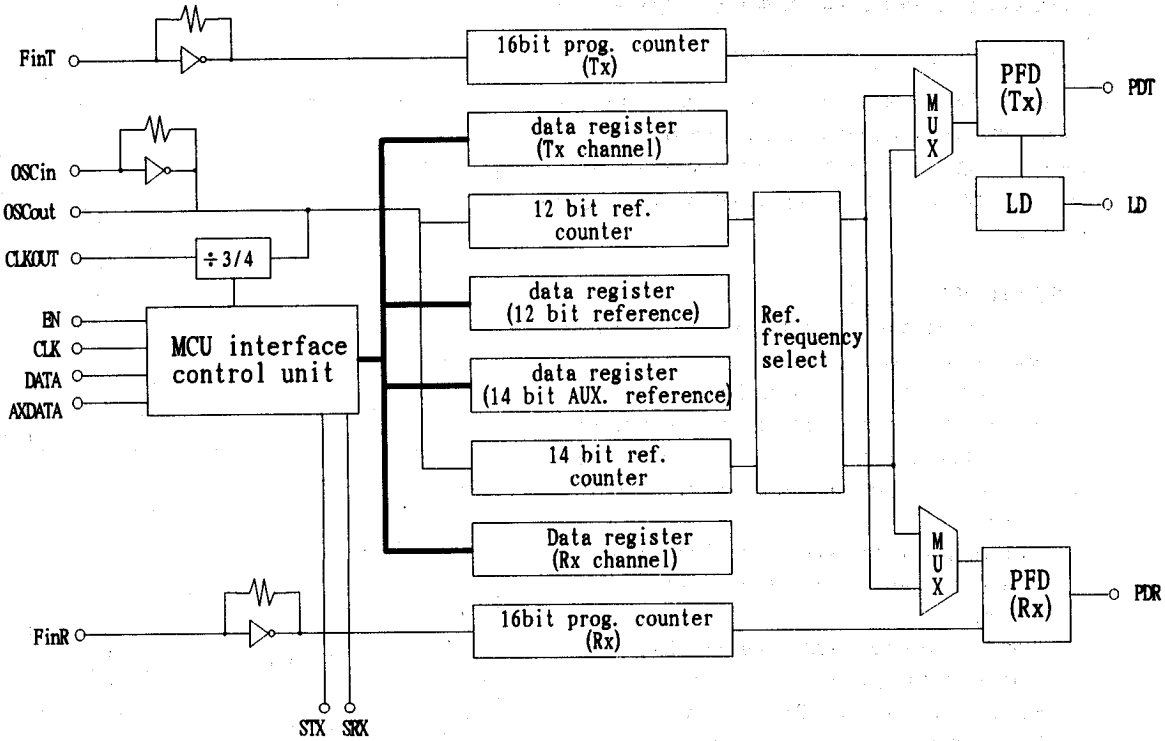 FinT
16bit prog. counter
(Tx)
PFD
(Tx)
PDT
MUX
data register
(Tx channel)
OSCin
OSCout
12 bit ref.
counter
LD
LD
CLKOUT
÷3/4
data register
(12 bit reference)
Ref.
frequency
select
EN
CLK
DATA
AXDATA
MCU interface
control unit
data register
(14 bit AUX. reference)
14 bit ref.
counter
Data register
(Rx channel)
MUX
PFD
(Rx)
PDR
FinR
16bit prog. counter
(Rx)
STX SRX